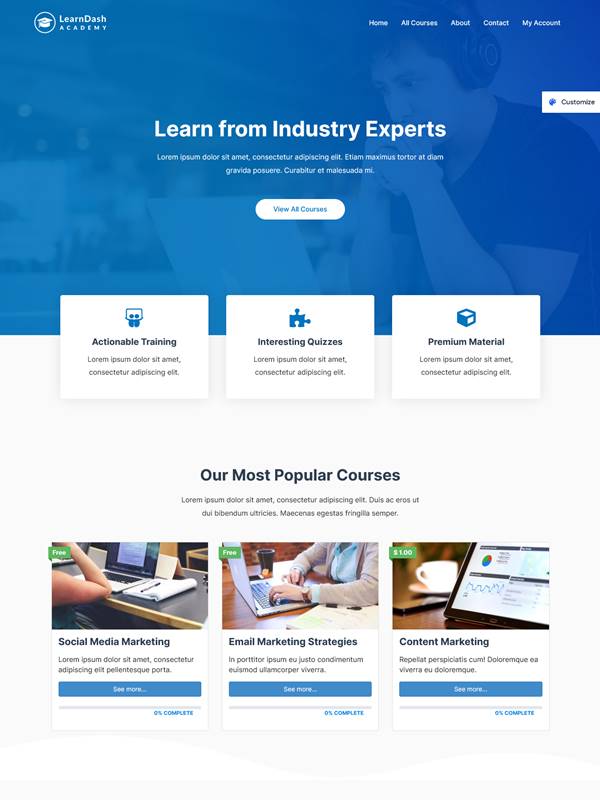 LearnDash
ACADEMY
Home All Courses About Contact My Account
Customize
Learn from Industry Experts
Lorem ipsum dolor sit amet, consectetur adipiscing elit. Etiam maximus tortor at diam
gravida posuere. Curabitur et malesuada mi.
View All Courses
Actionable Training
Lorem ipsum dolor sit amet,
consectetur adipiscing elit.
Interesting Quizzes
Lorem ipsum dolor sit amet,
consectetur adipiscing elit.
Premium Material
Lorem ipsum dolor sit amet,
consectetur adipiscing elit.
Our Most Popular Courses
Lorem ipsum dolor sit amet, consectetur adipiscing elit. Duis ac eros ut
dui bibendum ultricies. Maecenas egestas fringilla semper.
Free
Social Media Marketing
Lorem ipsum dolor sit amet, consectetur
adipiscing elit pellentesque porta.
See more...
0% COMPLETE
Free
Email Marketing Strategies
In porttitor ipsum eu justo condimentum
euismod ullamcorper viverra.
See more...
0% COMPLETE
$ 1.00
Content Marketing
Repellat perspiciatis cum! Doloremque ea
viverra eu doloremque.
See more...
0% COMPLETE